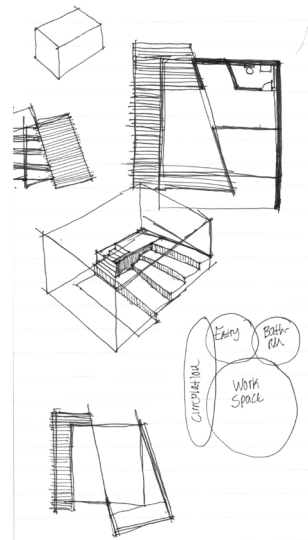 Entry
Bath-
rm
Circulation
Work
Space